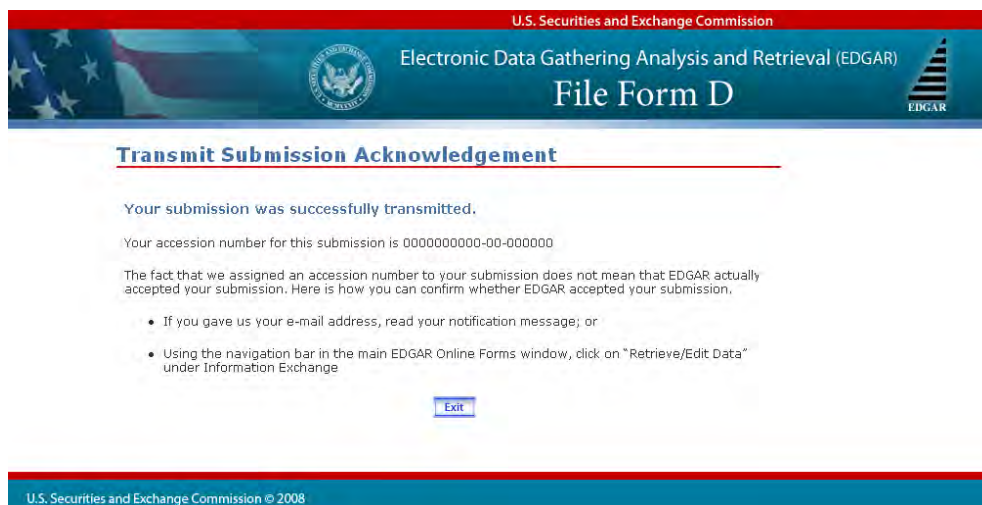 U.S. Securities and Exchange Commission
Electronic Data Gathering Analysis and Retrieval (EDGAR)
File Form D
EDGAR
Transmit Submission Acknowledgement
Your submission was successfully transmitted.
Your accession number for this submission is 0000000000-00-000000
The fact that we assigned an accession number to your submission does not mean that EDGAR actually
accepted your submission. Here is how you can confirm whether EDGAR accepted your submission.
• If you gave us your e-mail address, read your notification message; or
• Using the navigation bar in the main EDGAR Online Forms window, click on "Retrieve/Edit Data"
under Information Exchange
Exit
U.S. Securities and Exchange Commission © 2008